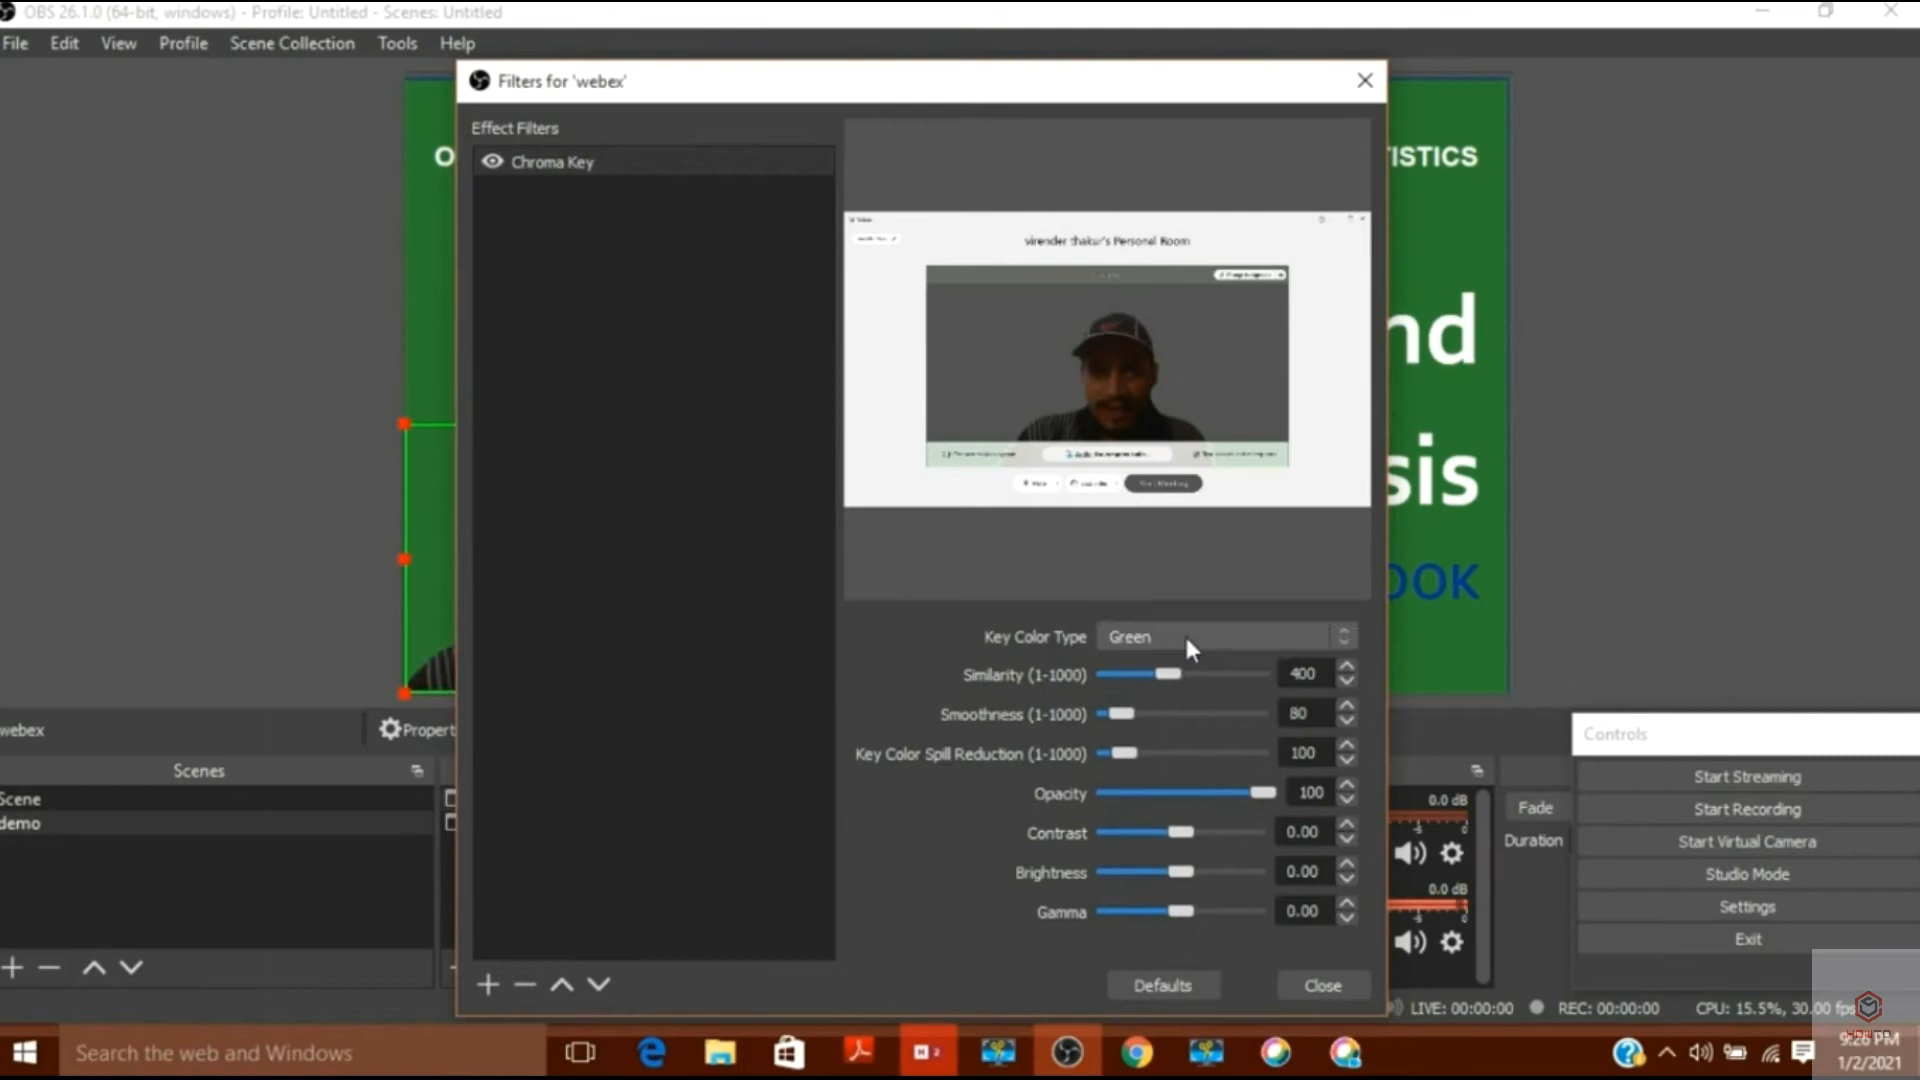 OBS 26.1.0 (64-bit, windows) - Profile: Untitled - Scenes: Untitled
File Edit View Profile Scene Collection Tools Help
Filters for 'webex'
Effect Filters
Chroma Key
O
TISTICS
virender thakur's Personal Room
nd
sis
OOK
Key Color Type Green
Similarity (1-1000) 400
Smoothness (1-1000) 80
Key Color Spill Reduction (1-1000) 100
Opacity 100
Contrast 0.00
Brightness 0.00
Gamma 0.00
Defaults Close
webex
Propert
Scenes
Scene
demo
0.0 dB
0.0 dB
Fade
Duration
Controls
Start Streaming
Start Recording
Start Virtual Camera
Studio Mode
Settings
Exit
LIVE: 00:00:00 REC: 00:00:00 CPU: 15.5%, 30.00 fps
Search the web and Windows
9:26 PM
1/2/2021